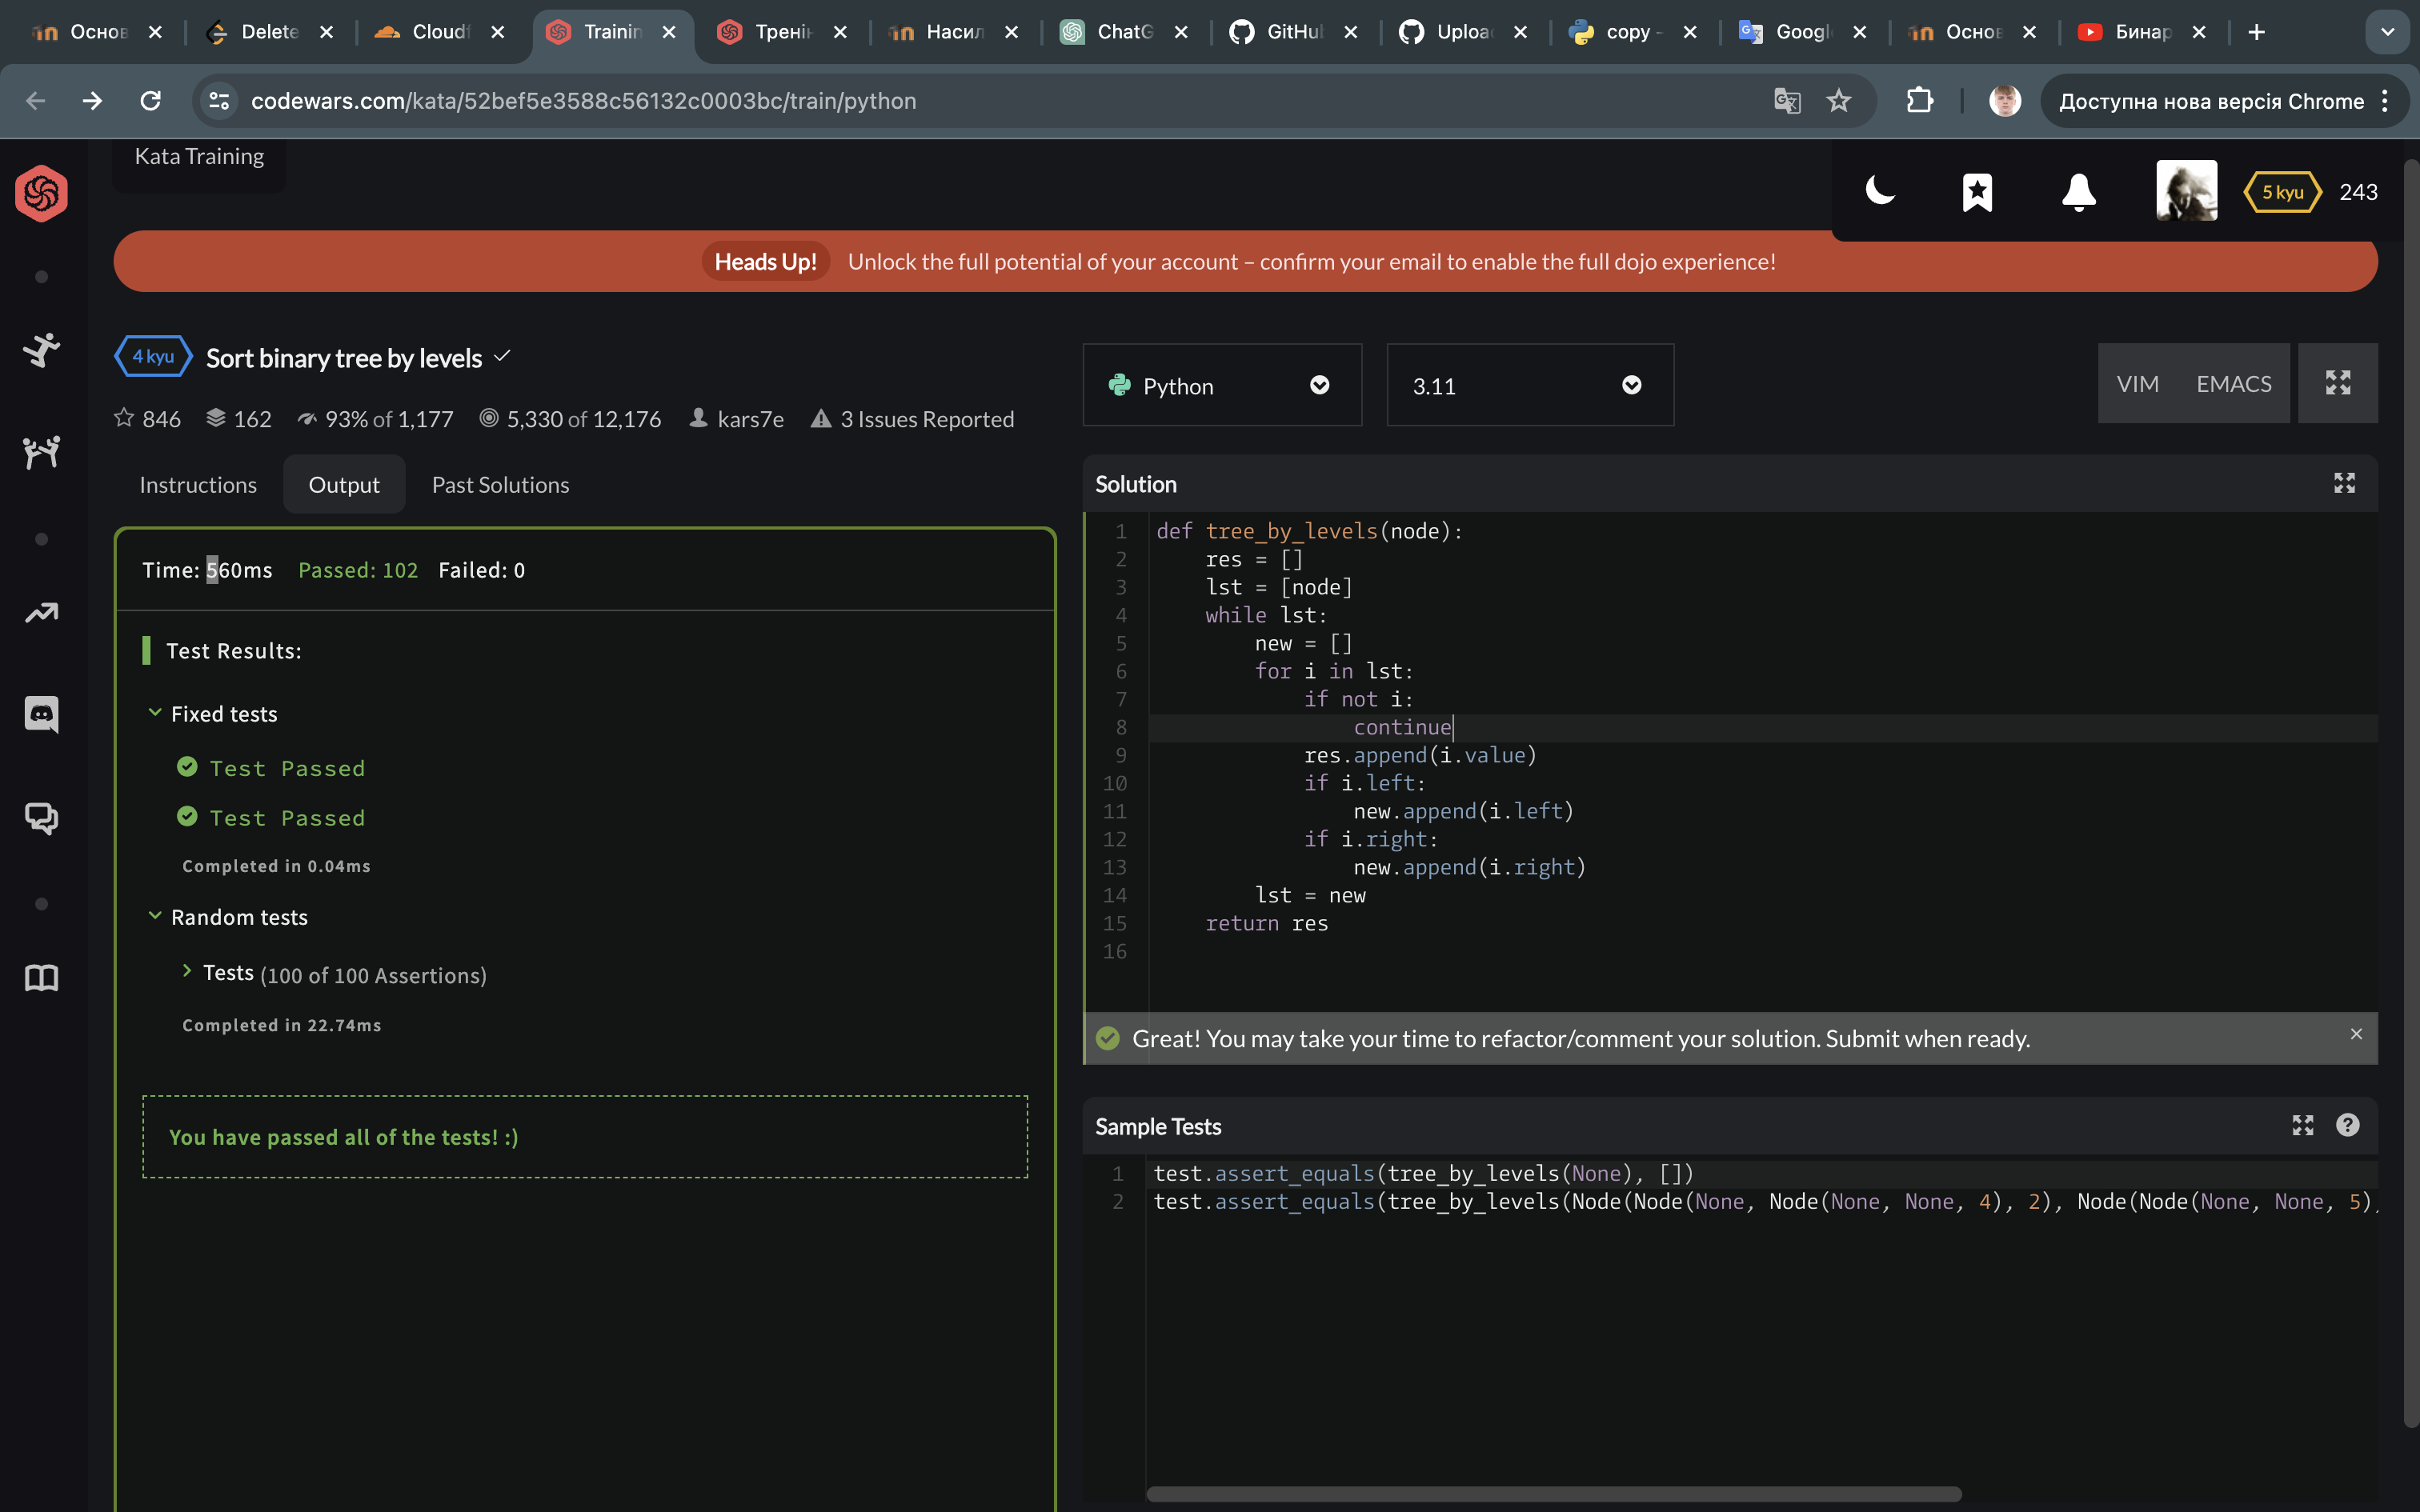 Основ
Delete
Cloudf
Trainin
Тренін
Насил
ChatG
GitHu
Uploa
copy -
Googl
Основ
Бинар
codewars.com/kata/52bef5e3588c56132c0003bc/train/python
Доступна нова версія Chrome
Kata Training
5 kyu 243
Heads Up! Unlock the full potential of your account – confirm your email to enable the full dojo experience!
4 kyu Sort binary tree by levels
846 162 93% of 1,177 5,330 of 12,176 kars7e 3 Issues Reported
Python
3.11
VIM EMACS
Instructions Output Past Solutions
Time: 560ms Passed: 102 Failed: 0
Test Results:
Fixed tests
Test Passed
Test Passed
Completed in 0.04ms
Random tests
Tests (100 of 100 Assertions)
Completed in 22.74ms
You have passed all of the tests! :)
Solution
1 def tree_by_levels(node):
2 res = []
3 lst = [node]
4 while lst:
5 new = []
6 for i in lst:
7 if not i:
8 continue
9 res.append(i.value)
10 if i.left:
11 new.append(i.left)
12 if i.right:
13 new.append(i.right)
14 lst = new
15 return res
16
Great! You may take your time to refactor/comment your solution. Submit when ready.
Sample Tests
1 test.assert_equals(tree_by_levels(None), [])
2 test.assert_equals(tree_by_levels(Node(Node(None, Node(None, None, 4), 2), Node(Node(None, None, 5),